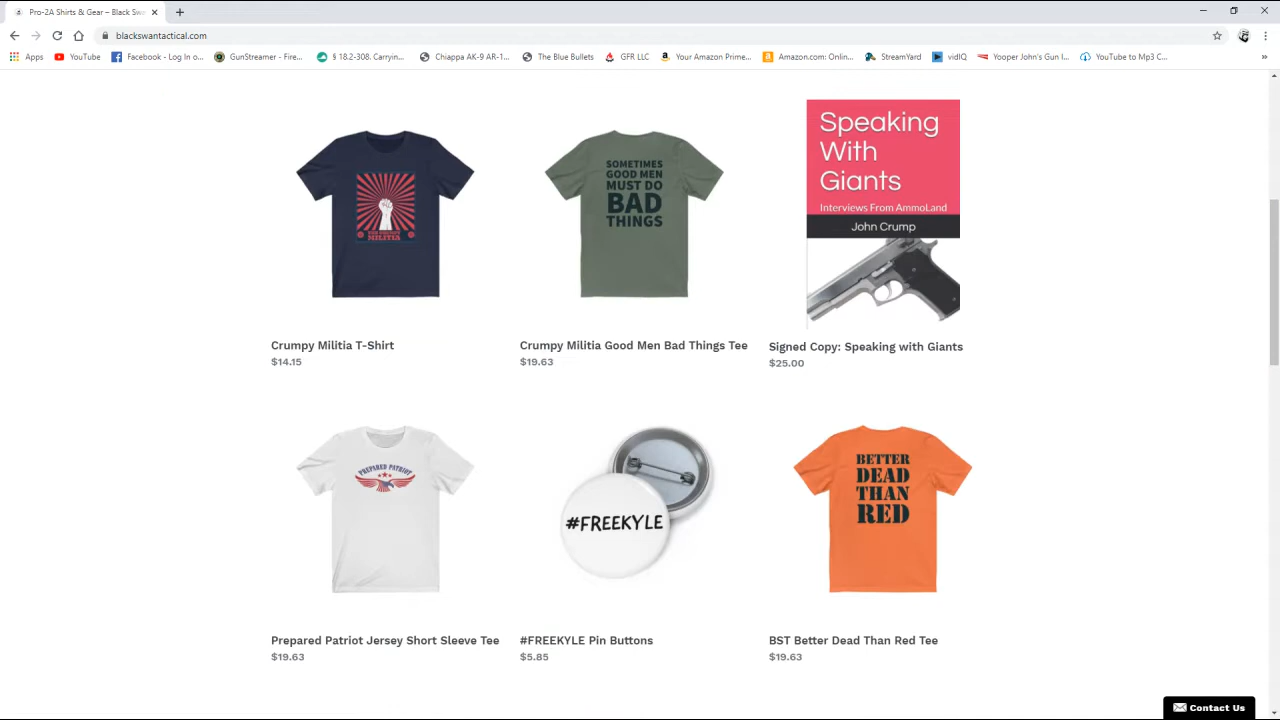 Pro-2A Shirts & Gear – Black Sw
blackswantactical.com
Apps
YouTube
Facebook - Log In o...
GunStreamer - Fire...
§ 18.2-308. Carryin...
Chiappa AK-9 AR-1...
The Blue Bullets
GFR LLC
Your Amazon Prime...
Amazon.com: Onlin...
StreamYard
vidIQ
Yooper John's Gun I...
YouTube to Mp3 C...
»
MILITIA
SOMETIMES
GOOD MEN
MUST DO
BAD
THINGS
Speaking
With
Giants
Interviews From AmmoLand
John Crump
Crumpy Militia T-Shirt
$14.15
Crumpy Militia Good Men Bad Things Tee
$19.63
Signed Copy: Speaking with Giants
$25.00
PREPARED PATRIOT
#FREEKYLE
BETTER
DEAD
THAN
RED
Prepared Patriot Jersey Short Sleeve Tee
$19.63
#FREEKYLE Pin Buttons
$5.85
BST Better Dead Than Red Tee
$19.63
Contact Us